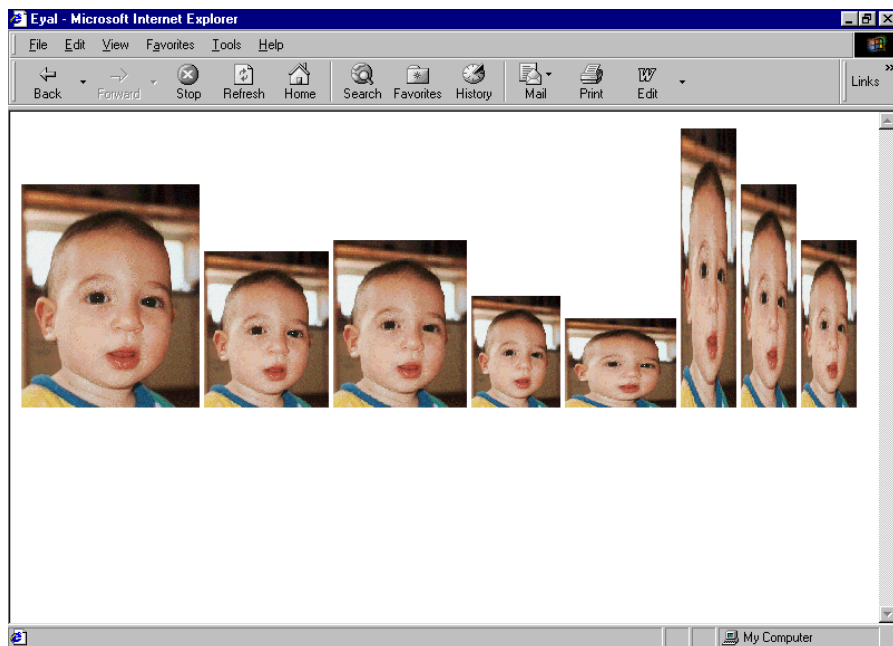 Eyal - Microsoft Internet Explorer
File Edit View Favorites Tools Help
Back Forward Stop Refresh Home Search Favorites History Mail Print Edit Links »
My Computer